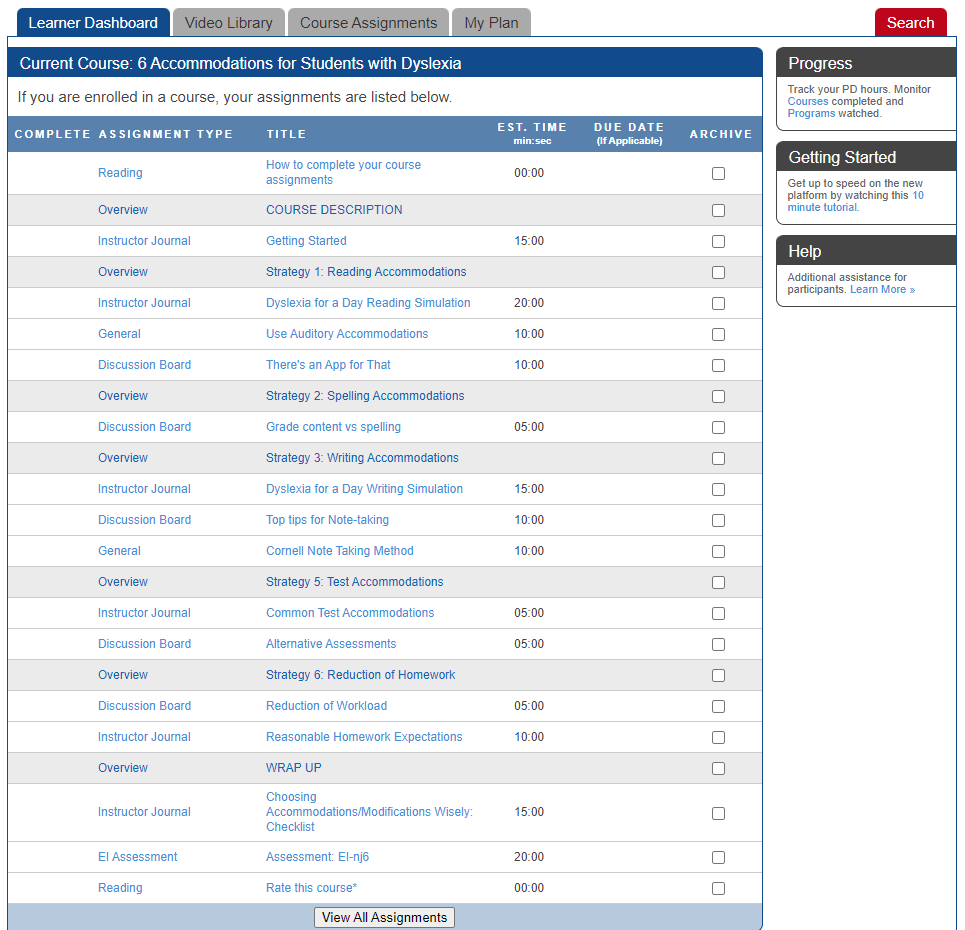 Learner Dashboard Video Library Course Assignments My Plan Search
Current Course: 6 Accommodations for Students with Dyslexia
If you are enrolled in a course, your assignments are listed below.
COMPLETE ASSIGNMENT TYPE TITLE EST. TIME min:sec DUE DATE (If Applicable) ARCHIVE
Reading How to complete your course
assignments 00:00
Overview COURSE DESCRIPTION
Instructor Journal Getting Started 15:00
Overview Strategy 1: Reading Accommodations
Instructor Journal Dyslexia for a Day Reading Simulation 20:00
General Use Auditory Accommodations 10:00
Discussion Board There's an App for That 10:00
Overview Strategy 2: Spelling Accommodations
Discussion Board Grade content vs spelling 05:00
Overview Strategy 3: Writing Accommodations
Instructor Journal Dyslexia for a Day Writing Simulation 15:00
Discussion Board Top tips for Note-taking 10:00
General Cornell Note Taking Method 10:00
Overview Strategy 5: Test Accommodations
Instructor Journal Common Test Accommodations 05:00
Discussion Board Alternative Assessments 05:00
Overview Strategy 6: Reduction of Homework
Discussion Board Reduction of Workload 05:00
Instructor Journal Reasonable Homework Expectations 10:00
Overview WRAP UP
Instructor Journal Choosing
Accommodations/Modifications Wisely:
Checklist 15:00
EI Assessment Assessment: EI-nj6 20:00
Reading Rate this course* 00:00
View All Assignments
Progress
Track your PD hours. Monitor
Courses completed and
Programs watched.
Getting Started
Get up to speed on the new
platform by watching this 10
minute tutorial.
Help
Additional assistance for
participants. Learn More »